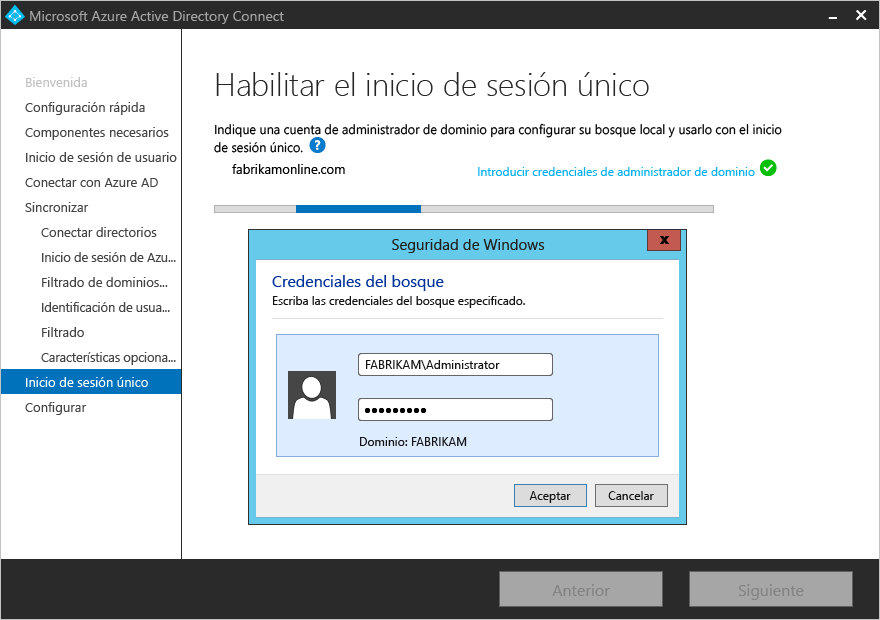 Microsoft Azure Active Directory Connect
Bienvenida
Configuración rápida
Componentes necesarios
Inicio de sesión de usuario
Conectar con Azure AD
Sincronizar
Conectar directorios
Inicio de sesión de Azu...
Filtrado de dominios...
Identificación de usua...
Filtrado
Características opciona...
Inicio de sesión único
Configurar
Habilitar el inicio de sesión único
Indique una cuenta de administrador de dominio para configurar su bosque local y usarlo con el inicio
de sesión único. ?
fabrikamonline.com
Introducir credenciales de administrador de dominio
Seguridad de Windows
x
Credenciales del bosque
Escriba las credenciales del bosque especificado.
FABRIKAM\Administrator
●●●●●●●●●
Dominio: FABRIKAM
Aceptar
Cancelar
Anterior
Siguiente